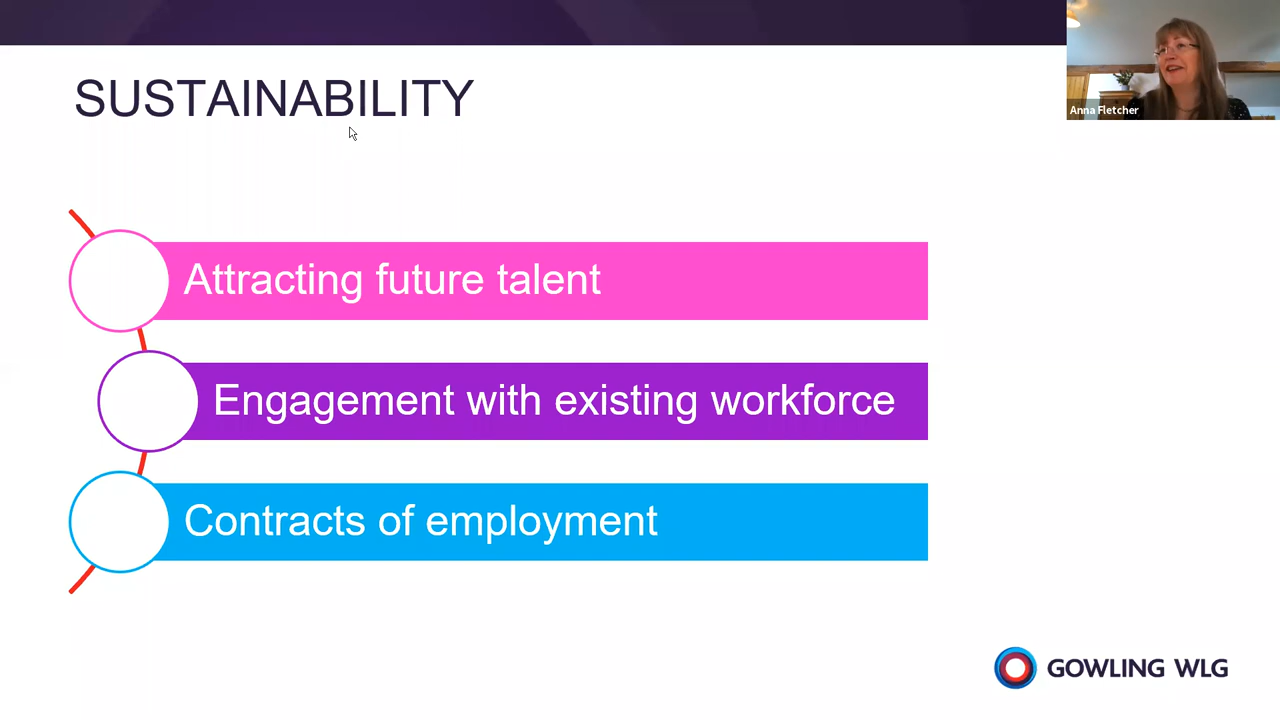 SUSTAINABILITY
Anna Fletcher
Attracting future talent
Engagement with existing workforce
Contracts of employment
GOWLING WLG